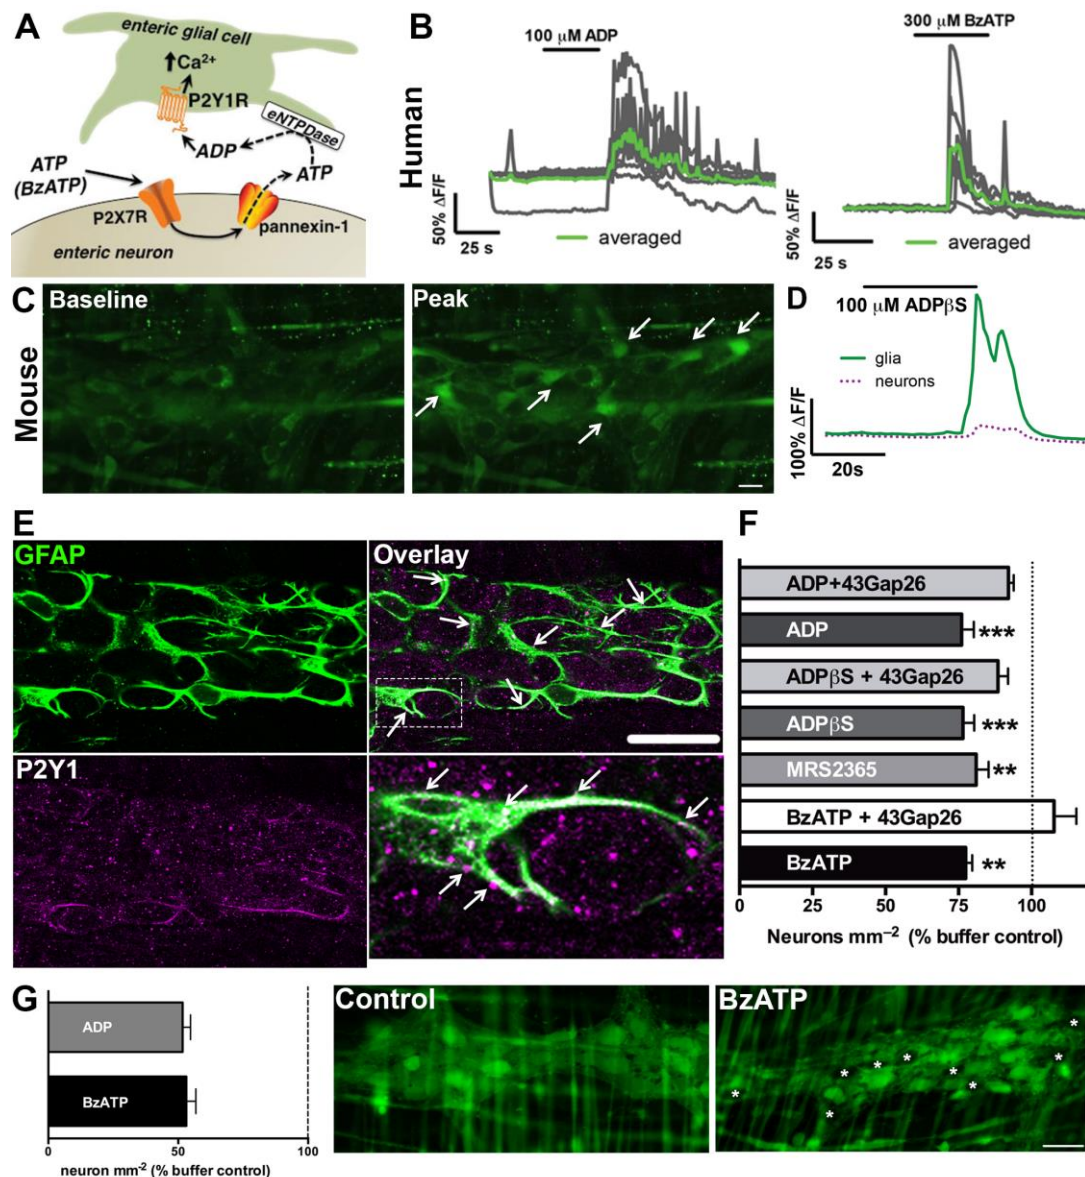 A
enteric glial cell
⬆Ca²⁺
P2Y1R
eNTPDase
ADP
ATP
(BzATP)
ATP
P2X7R
pannexin-1
enteric neuron
B
Human
100 μM ADP
50% ΔF/F
25 s
averaged
300 μM BzATP
50% ΔF/F
25 s
averaged
C
Mouse
Baseline
Peak
D
100 μM ADPβS
glia
neurons
100% ΔF/F
20s
E
GFAP
Overlay
P2Y1
F
ADP+43Gap26
ADP
***
ADPβS + 43Gap26
ADPβS
***
MRS2365
**
BzATP + 43Gap26
BzATP
**
0 25 50 75 100
Neurons mm⁻² (% buffer control)
G
ADP
BzATP
0 50 100
neuron mm⁻² (% buffer control)
Control
BzATP
* * * * * * * * * *